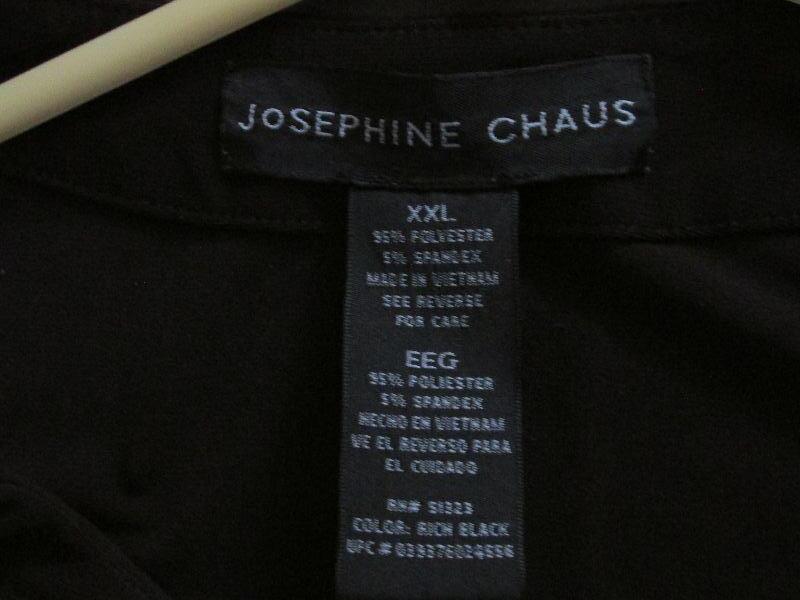 JoSEPHINE CHAUS
XXL
95% POLYESTER
5% SPANDEX
MADE IN VIETNAM
SEE REVERSE
FOR CARE
EEG
95% POLIESTER
5% SPANDEX
HECHO EN VIETNAM
VE EL REVERSO PARA
EL CUIDADO
RN# 51323
COLOR: RICH BLACK
UPC #